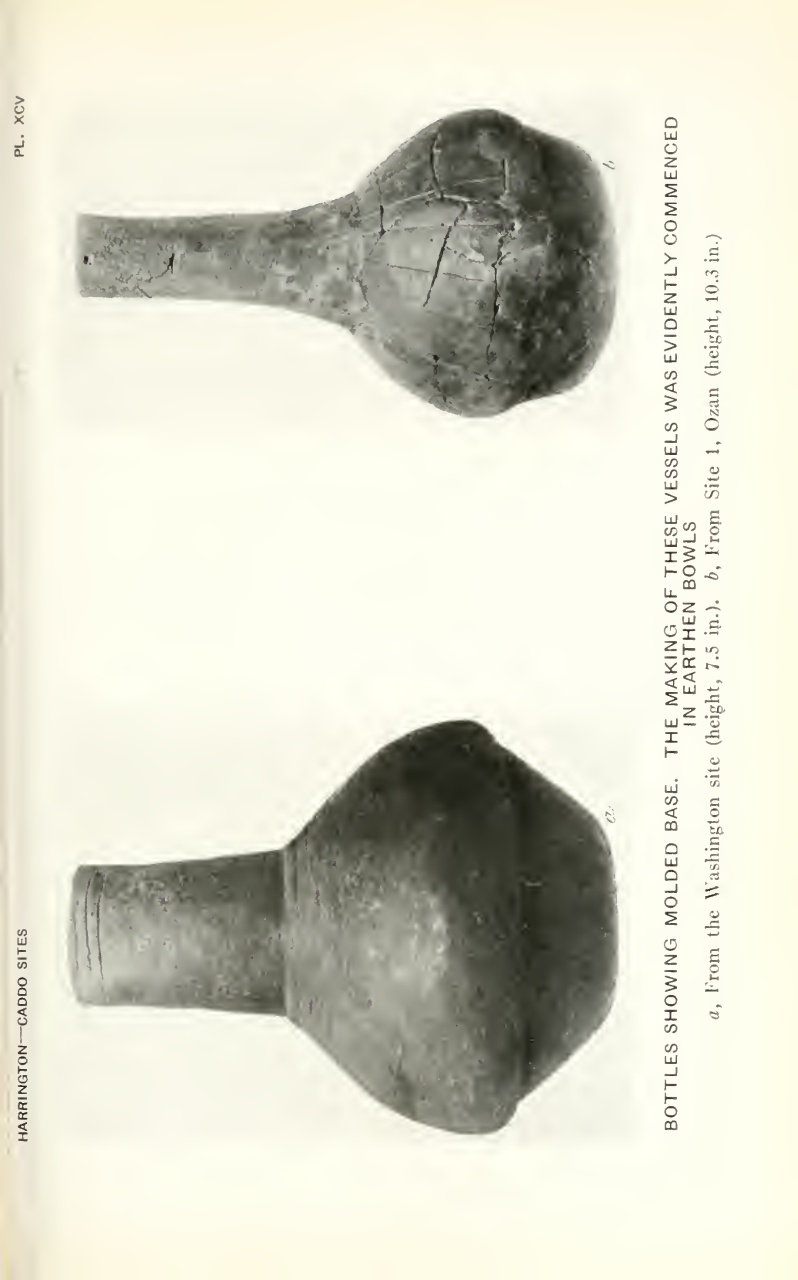 HARRINGTON—CADDO SITES
PL. XCV
a
b
BOTTLES SHOWING MOLDED BASE. THE MAKING OF THESE VESSELS WAS EVIDENTLY COMMENCED
IN EARTHEN BOWLS
a, From the Washington site (height, 7.5 in.). b, From Site 1, Ozan (height, 10.3 in.)